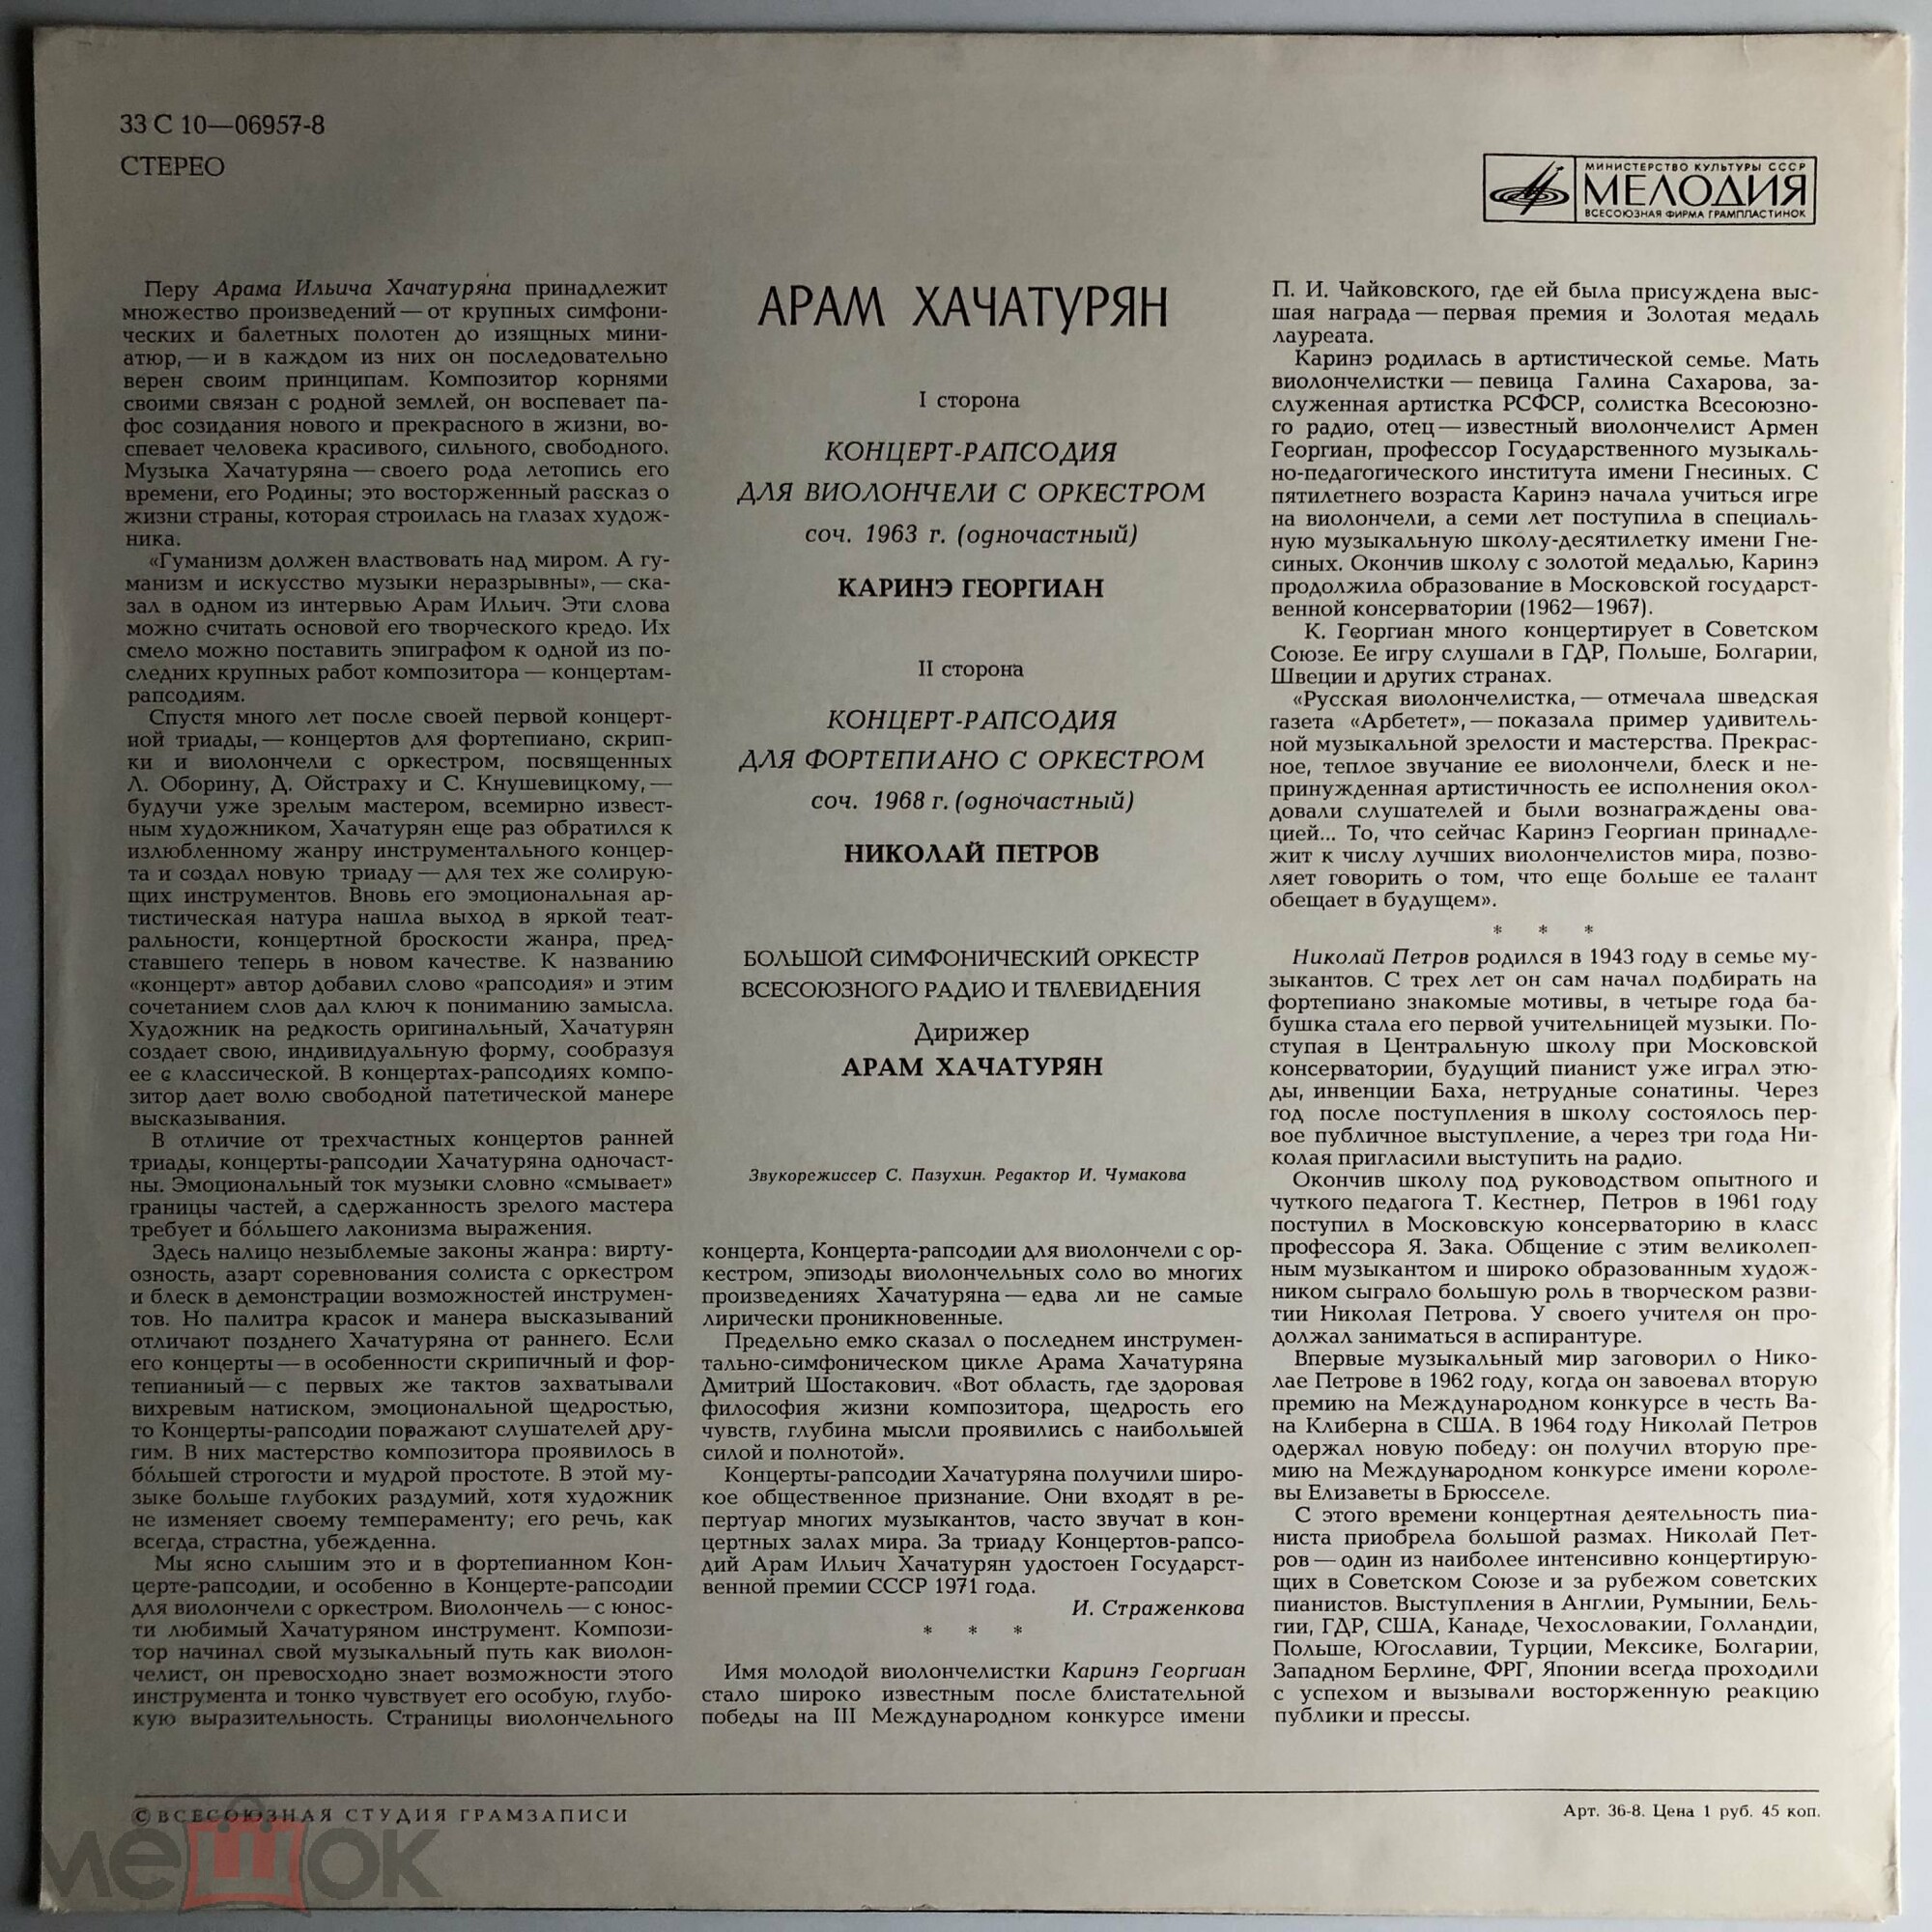 33 С 10—06957-8
СТЕРЕО
МИНИСТЕРСТВО КУЛЬТУРЫ СССР
МЕЛОДИЯ
ВСЕСОЮЗНАЯ ФИРМА ГРАМПЛАСТИНОК
Перу Арама Ильича Хачатуряна принадлежит
множество произведений — от крупных симфони-
ческих и балетных полотен до изящных мини-
атюр, — и в каждом из них он последовательно
верен своим принципам. Композитор корнями
своими связан с родной землей, он воспевает па-
фос созидания нового и прекрасного в жизни, во-
спевает человека красивого, сильного, свободного.
Музыка Хачатуряна — своего рода летопись его
времени, его Родины; это восторженный рассказ о
жизни страны, которая строилась на глазах худож-
ника.
«Гуманизм должен властвовать над миром. А гу-
манизм и искусство музыки неразрывны», — ска-
зал в одном из интервью Арам Ильич. Эти слова
можно считать основой его творческого кредо. Их
смело можно поставить эпиграфом к одной из по-
следних крупных работ композитора — концертам-
рапсодиям.
Спустя много лет после своей первой концерт-
ной триады, — концертов для фортепиано, скрип-
ки и виолончели с оркестром, посвященных
Л. Оборину, Д. Ойстраху и С. Кнушевицкому, —
будучи уже зрелым мастером, всемирно извест-
ным художником, Хачатурян еще раз обратился к
излюбленному жанру инструментального концер-
та и создал новую триаду — для тех же солирую-
щих инструментов. Вновь его эмоциональная ар-
тистическая натура нашла выход в яркой теат-
ральности, концертной броскости жанра, пред-
ставшего теперь в новом качестве. К названию
«концерт» автор добавил слово «рапсодия» и этим
сочетанием слов дал ключ к пониманию замысла.
Художник на редкость оригинальный, Хачатурян
создает свою, индивидуальную форму, сообразуя
ее с классической. В концертах-рапсодиях компо-
зитор дает волю свободной патетической манере
высказывания.
В отличие от трехчастных концертов ранней
триады, концерты-рапсодии Хачатуряна одночаст-
ны. Эмоциональный ток музыки словно «смывает»
границы частей, а сдержанность зрелого мастера
требует и бо́льшего лаконизма выражения.
Здесь налицо незыблемые законы жанра: вирту-
озность, азарт соревнования солиста с оркестром
и блеск в демонстрации возможностей инструмен-
тов. Но палитра красок и манера высказываний
отличают позднего Хачатуряна от раннего. Если
его концерты — в особенности скрипичный и фор-
тепианный — с первых же тактов захватывали
вихревым натиском, эмоциональной щедростью,
то Концерты-рапсодии поражают слушателей дру-
гим. В них мастерство композитора проявилось в
бо́льшей строгости и мудрой простоте. В этой му-
зыке больше глубоких раздумий, хотя художник
не изменяет своему темпераменту; его речь, как
всегда, страстна, убежденна.
Мы ясно слышим это и в фортепианном Кон-
церте-рапсодии, и особенно в Концерте-рапсодии
для виолончели с оркестром. Виолончель — с юнос-
ти любимый Хачатуряном инструмент. Компози-
тор начинал свой музыкальный путь как виолон-
челист, он превосходно знает возможности этого
инструмента и тонко чувствует его особую, глубо-
кую выразительность. Страницы виолончельного
АРАМ ХАЧАТУРЯН
I сторона
КОНЦЕРТ-РАПСОДИЯ
ДЛЯ ВИОЛОНЧЕЛИ С ОРКЕСТРОМ
соч. 1963 г. (одночастный)
КАРИНЭ ГЕОРГИАН
II сторона
КОНЦЕРТ-РАПСОДИЯ
ДЛЯ ФОРТЕПИАНО С ОРКЕСТРОМ
соч. 1968 г. (одночастный)
НИКОЛАЙ ПЕТРОВ
БОЛЬШОЙ СИМФОНИЧЕСКИЙ ОРКЕСТР
ВСЕСОЮЗНОГО РАДИО И ТЕЛЕВИДЕНИЯ
Дирижер
АРАМ ХАЧАТУРЯН
Звукорежиссер С. Пазухин. Редактор И. Чумакова
концерта, Концерта-рапсодии для виолончели с ор-
кестром, эпизоды виолончельных соло во многих
произведениях Хачатуряна — едва ли не самые
лирически проникновенные.
Предельно емко сказал о последнем инструмен-
тально-симфоническом цикле Арама Хачатуряна
Дмитрий Шостакович. «Вот область, где здоровая
философия жизни композитора, щедрость его
чувств, глубина мысли проявились с наибольшей
силой и полнотой».
Концерты-рапсодии Хачатуряна получили широ-
кое общественное признание. Они входят в ре-
пертуар многих музыкантов, часто звучат в кон-
цертных залах мира. За триаду Концертов-рапсо-
дий Арам Ильич Хачатурян удостоен Государст-
венной премии СССР 1971 года.
И. Страженкова
* * *
Имя молодой виолончелистки Каринэ Георгиан
стало широко известным после блистательной
победы на III Международном конкурсе имени
П. И. Чайковского, где ей была присуждена выс-
шая награда — первая премия и Золотая медаль
лауреата.
Каринэ родилась в артистической семье. Мать
виолончелистки — певица Галина Сахарова, за-
служенная артистка РСФСР, солистка Всесоюзно-
го радио, отец — известный виолончелист Армен
Георгиан, профессор Государственного музыкаль-
но-педагогического института имени Гнесиных. С
пятилетнего возраста Каринэ начала учиться игре
на виолончели, а семи лет поступила в специаль-
ную музыкальную школу-десятилетку имени Гне-
синых. Окончив школу с золотой медалью, Каринэ
продолжила образование в Московской государст-
венной консерватории (1962—1967).
К. Георгиан много концертирует в Советском
Союзе. Ее игру слушали в ГДР, Польше, Болгарии,
Швеции и других странах.
«Русская виолончелистка, — отмечала шведская
газета «Арбетет», — показала пример удивитель-
ной музыкальной зрелости и мастерства. Прекрас-
ное, теплое звучание ее виолончели, блеск и не-
принужденная артистичность ее исполнения окол-
довали слушателей и были вознаграждены ова-
цией... То, что сейчас Каринэ Георгиан принадле-
жит к числу лучших виолончелистов мира, позво-
ляет говорить о том, что еще больше ее талант
обещает в будущем».
* * *
Николай Петров родился в 1943 году в семье му-
зыкантов. С трех лет он сам начал подбирать на
фортепиано знакомые мотивы, в четыре года ба-
бушка стала его первой учительницей музыки. По-
ступая в Центральную школу при Московской
консерватории, будущий пианист уже играл этю-
ды, инвенции Баха, нетрудные сонатины. Через
год после поступления в школу состоялось пер-
вое публичное выступление, а через три года Ни-
колая пригласили выступить на радио.
Окончив школу под руководством опытного и
чуткого педагога Т. Кестнер, Петров в 1961 году
поступил в Московскую консерваторию в класс
профессора Я. Зака. Общение с этим великолеп-
ным музыкантом и широко образованным худож-
ником сыграло большую роль в творческом разви-
тии Николая Петрова. У своего учителя он про-
должал заниматься в аспирантуре.
Впервые музыкальный мир заговорил о Нико-
лае Петрове в 1962 году, когда он завоевал вторую
премию на Международном конкурсе в честь Ва-
на Клиберна в США. В 1964 году Николай Петров
одержал новую победу: он получил вторую пре-
мию на Международном конкурсе имени короле-
вы Елизаветы в Брюсселе.
С этого времени концертная деятельность пиа-
ниста приобрела большой размах. Николай Пет-
ров — один из наиболее интенсивно концертирую-
щих в Советском Союзе и за рубежом советских
пианистов. Выступления в Англии, Румынии, Бель-
гии, ГДР, США, Канаде, Чехословакии, Голландии,
Польше, Югославии, Турции, Мексике, Болгарии,
Западном Берлине, ФРГ, Японии всегда проходили
с успехом и вызывали восторженную реакцию
публики и прессы.
© ВСЕСОЮЗНАЯ СТУДИЯ ГРАМЗАПИСИ
Арт. 36-8. Цена 1 руб. 45 коп.
мешок